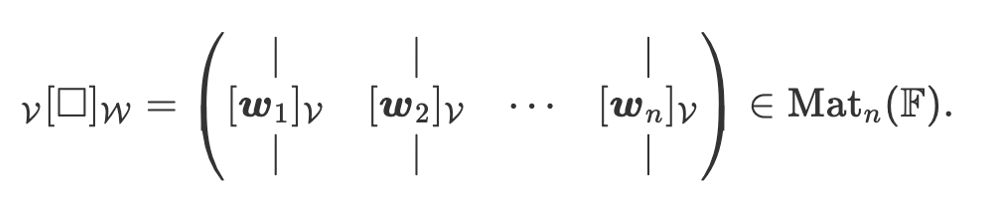 𝒱[□]𝒲 = ( | | | [𝒘₁]𝒱 [𝒘₂]𝒱 ⋯ [𝒘ₙ]𝒱 | | | ) ∈ Matₙ(𝔽).